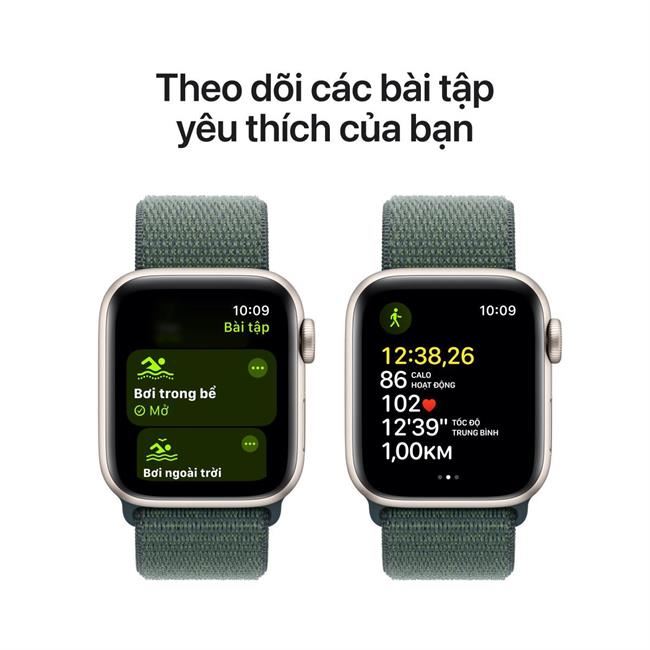 Theo dõi các bài tập
yêu thích của bạn
10:09
Bài tập
Bơi trong bể
Mở
Bơi ngoài trời
10:09
12:38,26
86 CALO
HOẠT ĐỘNG
102
12'39" TỐC ĐỘ
TRUNG BÌNH
1,00KM